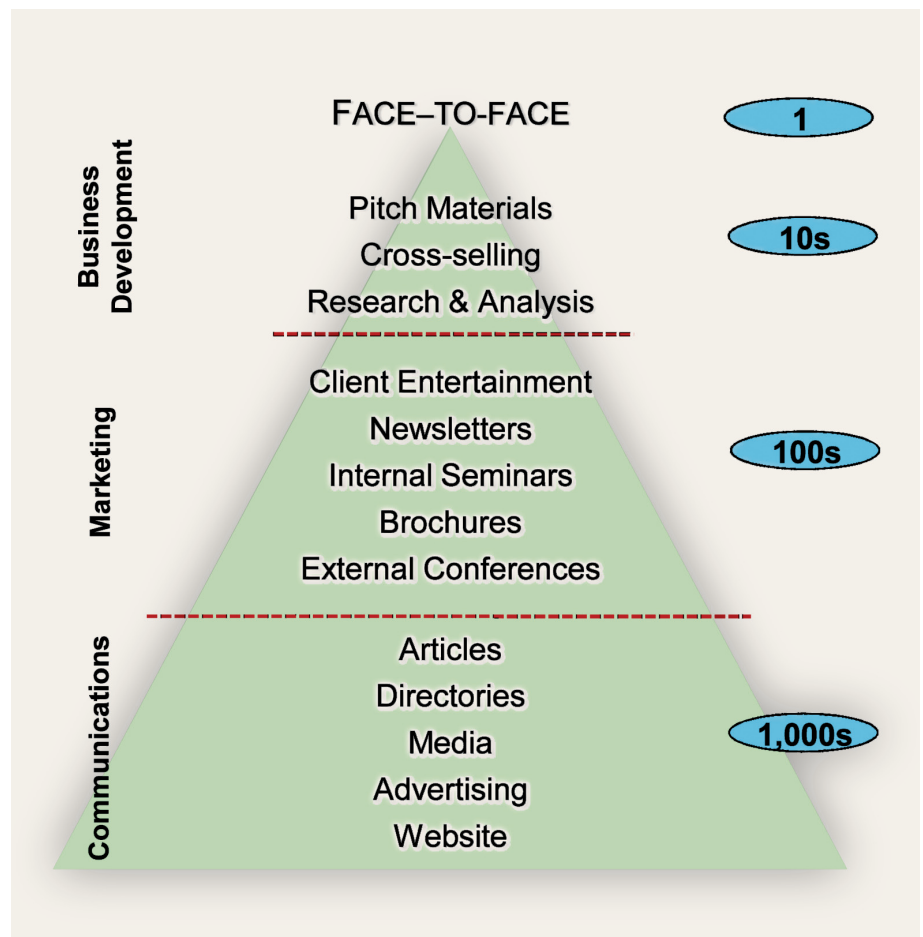 FACE–TO-FACE
1
Business
Development
Pitch Materials
Cross-selling
Research & Analysis
10s
Marketing
Client Entertainment
Newsletters
Internal Seminars
Brochures
External Conferences
100s
Communications
Articles
Directories
Media
Advertising
Website
1,000s